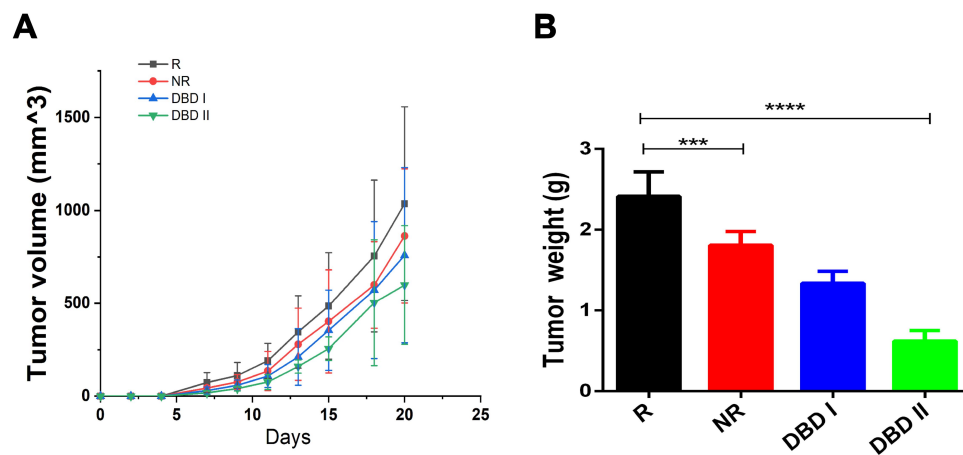 A
R
NR
DBD I
DBD II
Tumor volume (mm^3)
1500
1000
500
0
0
5
10
15
20
25
Days
B
****
***
Tumor weight (g)
3
2
1
0
R
NR
DBD I
DBD II